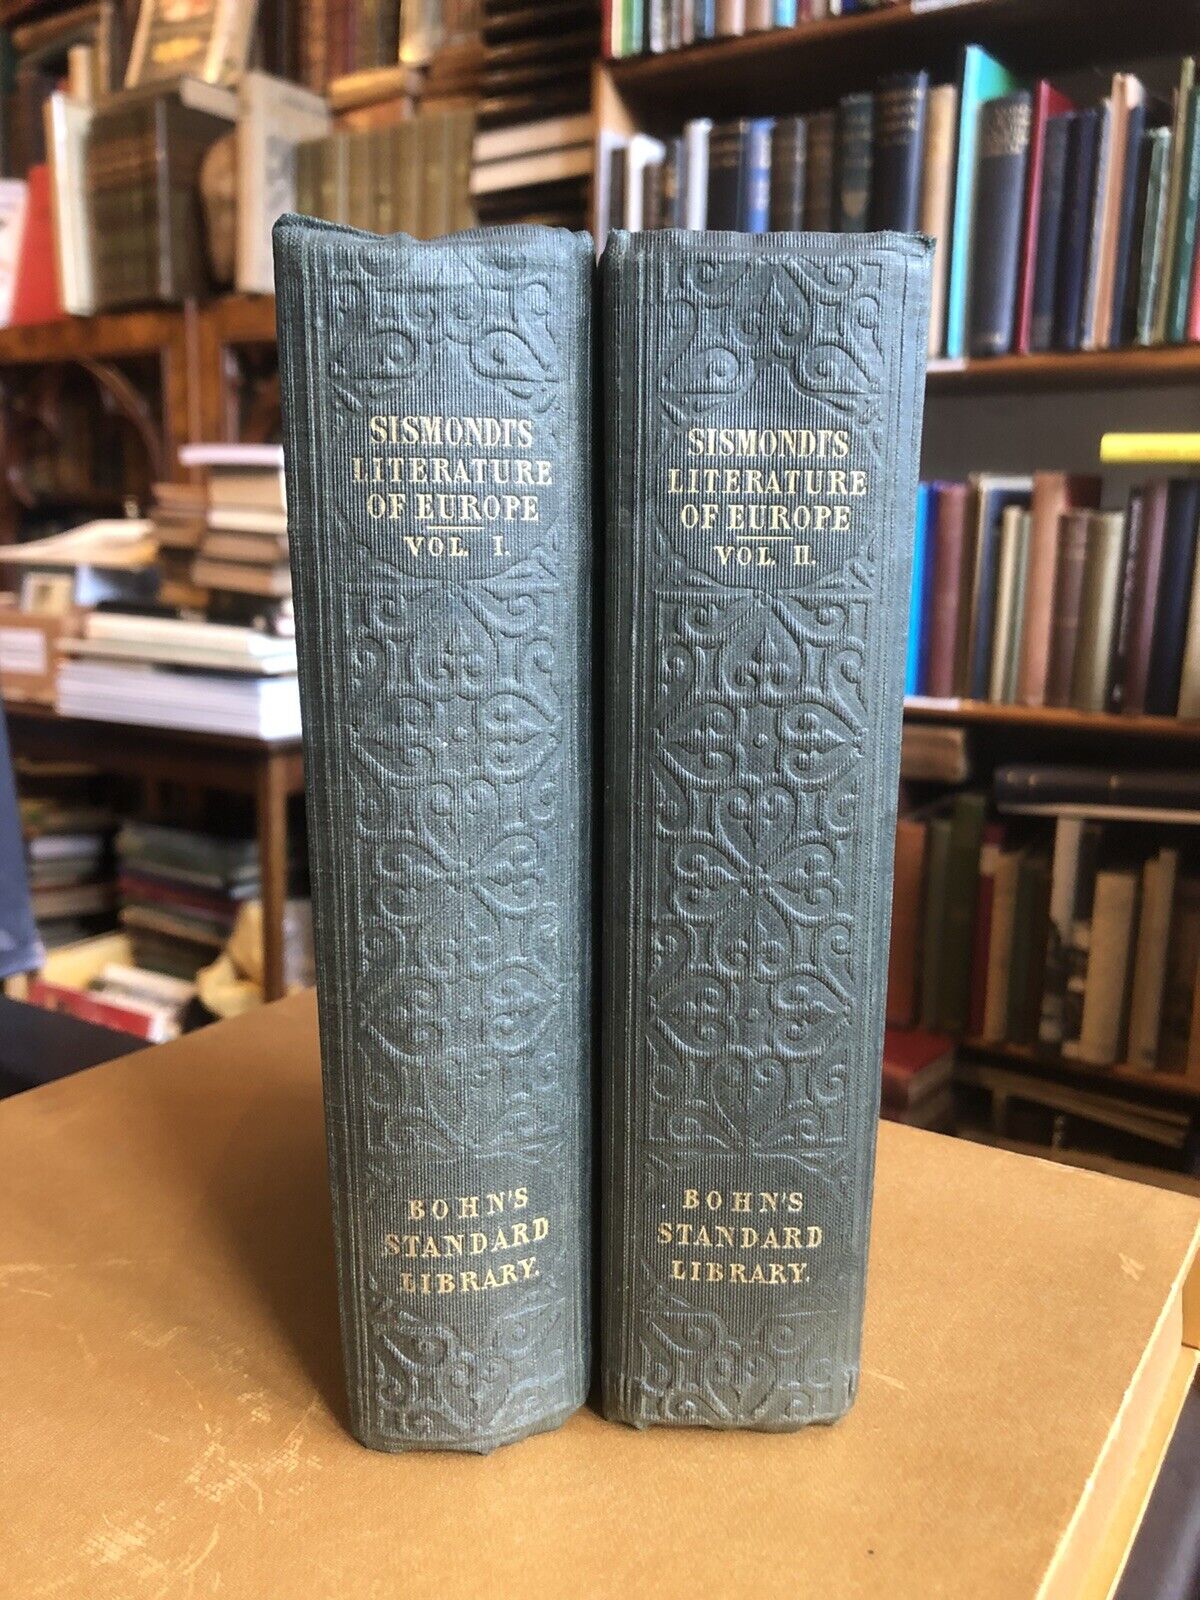 SISMONDI'S
LITERATURE
OF EUROPE
VOL. I.
BOHN'S
STANDARD
LIBRARY.
SISMONDI'S
LITERATURE
OF EUROPE
VOL. II.
BOHN'S
STANDARD
LIBRARY.